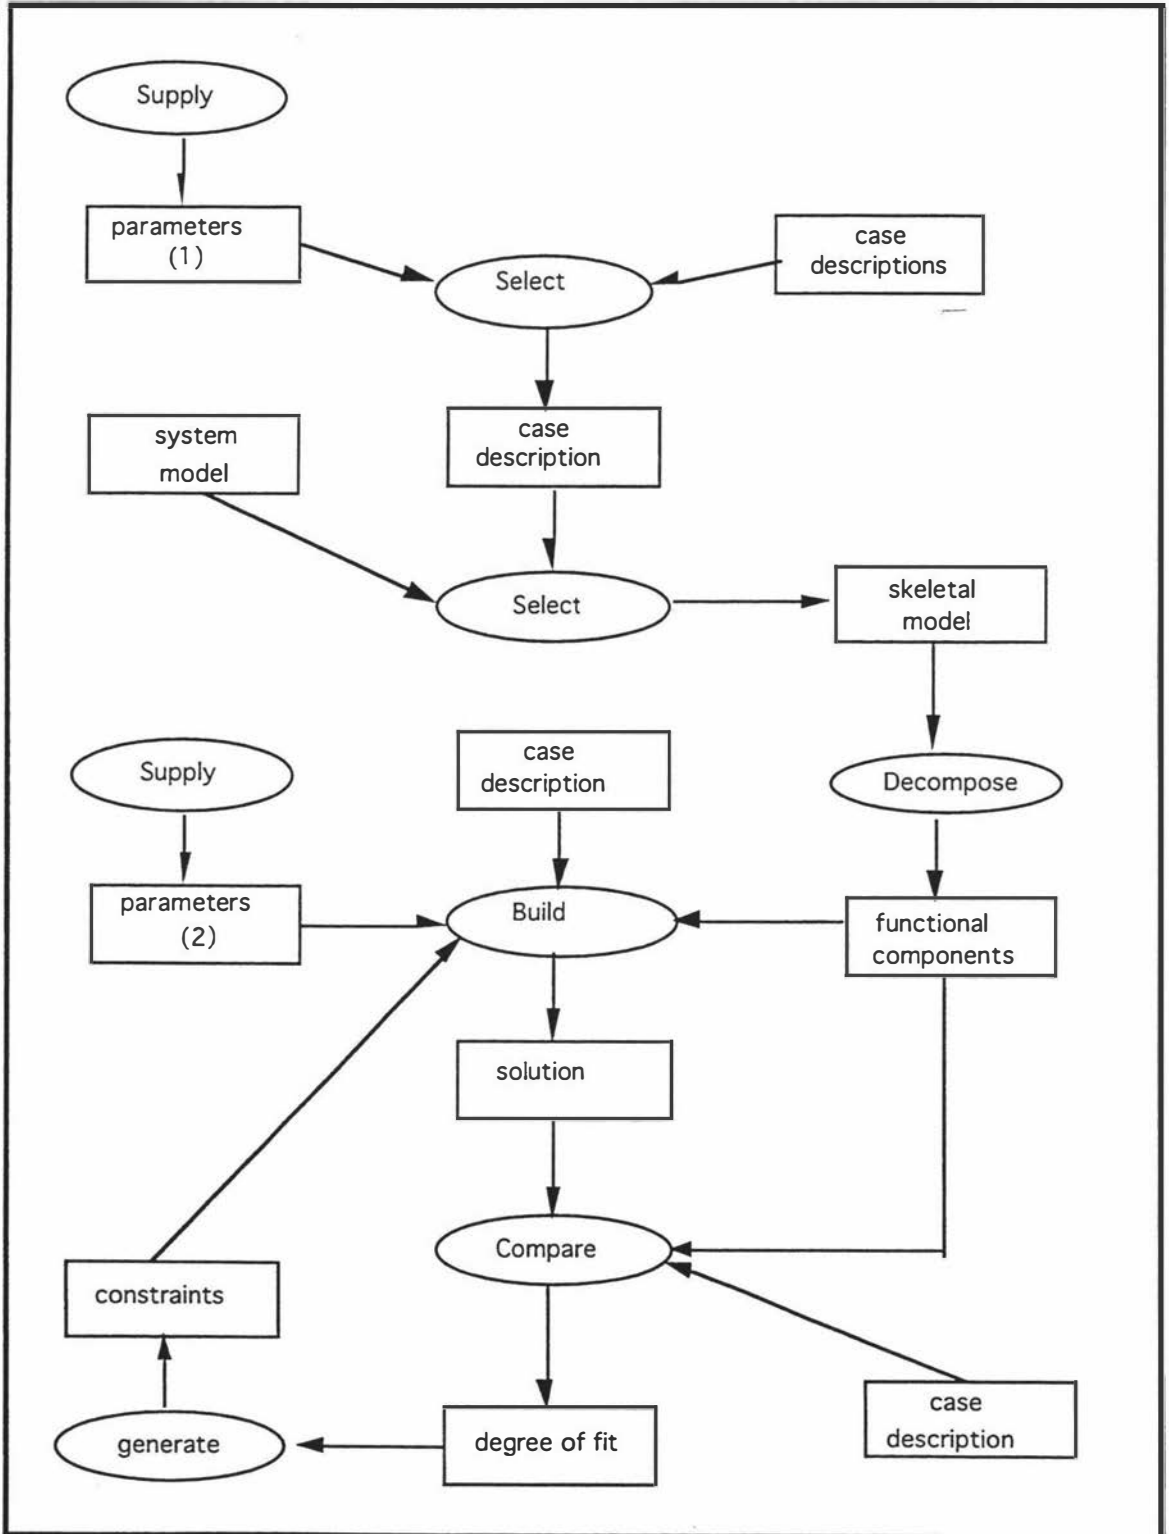 Supply
parameters
(1)
case
descriptions
Select
system
model
case
description
Select
skeletal
model
Supply
case
description
Decompose
parameters
(2)
Build
functional
components
solution
Compare
constraints
case
description
generate
degree of fit